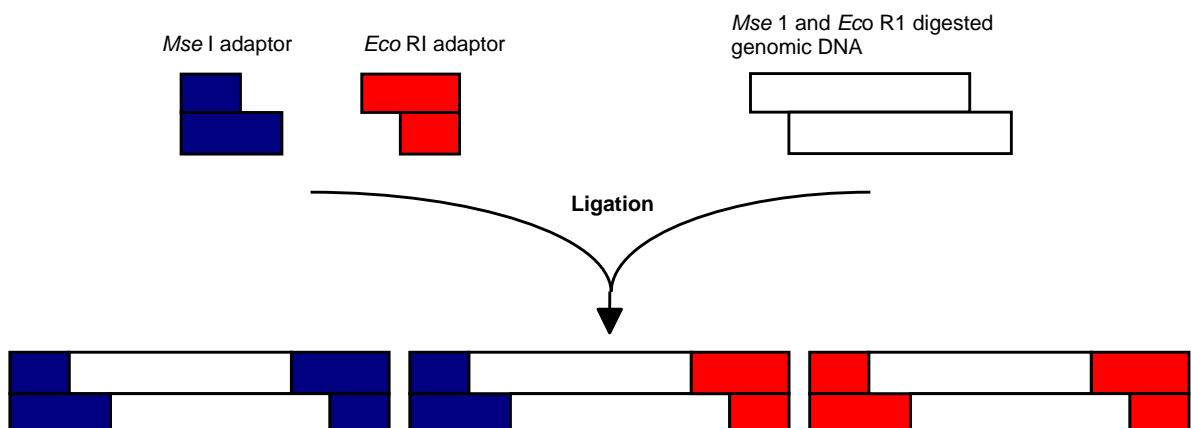 Mse I adaptor
Eco RI adaptor
Mse 1 and Eco R1 digested
genomic DNA
Ligation